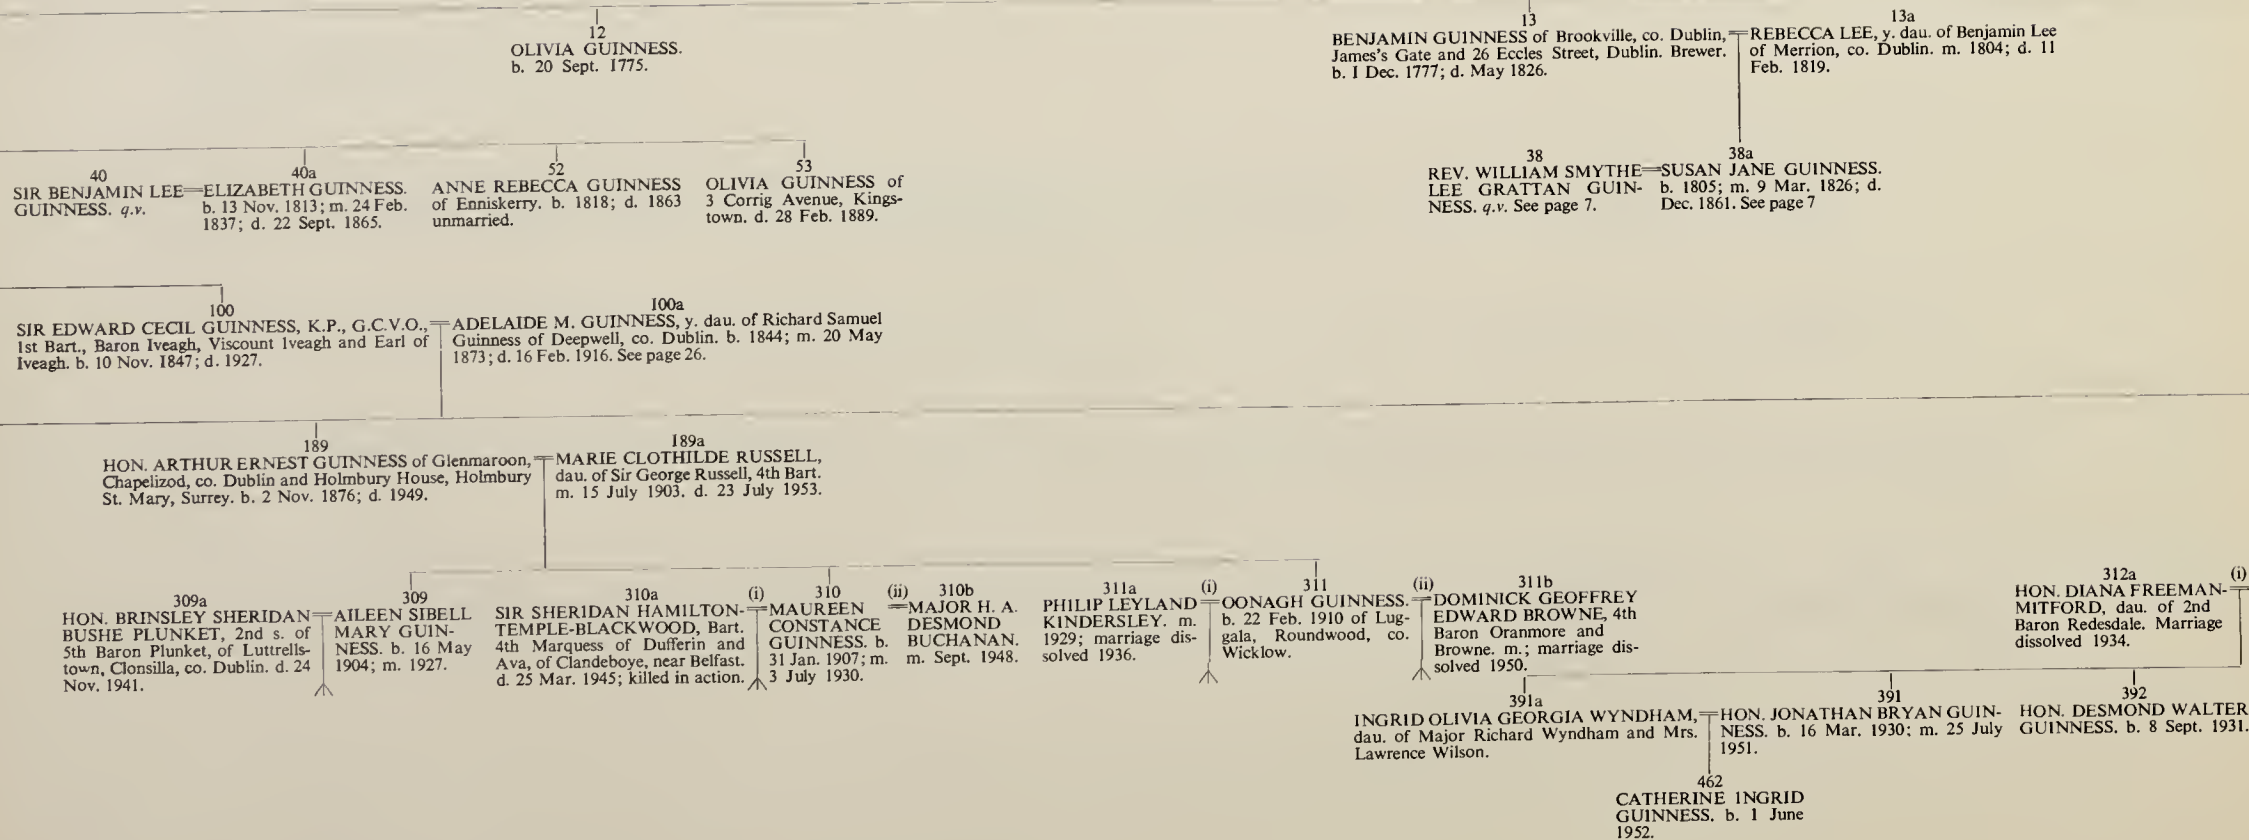 12
OLIVIA GUINNESS.
b. 20 Sept. 1775.
13
BENJAMIN GUINNESS of Brookville, co. Dublin,
James's Gate and 26 Eccles Street, Dublin. Brewer.
b. 1 Dec. 1777; d. May 1826.
13a
REBECCA LEE, y. dau. of Benjamin Lee
of Merrion, co. Dublin. m. 1804; d. 11
Feb. 1819.
40
SIR BENJAMIN LEE
GUINNESS. q.v.
40a
ELIZABETH GUINNESS.
b. 13 Nov. 1813; m. 24 Feb.
1837; d. 22 Sept. 1865.
52
ANNE REBECCA GUINNESS
of Enniskerry. b. 1818; d. 1863
unmarried.
53
OLIVIA GUINNESS of
3 Corrig Avenue, Kings-
town. d. 28 Feb. 1889.
38
REV. WILLIAM SMYTHE
LEE GRATTAN GUIN-
NESS. q.v. See page 7.
38a
SUSAN JANE GUINNESS.
b. 1805; m. 9 Mar. 1826; d.
Dec. 1861. See page 7
100
SIR EDWARD CECIL GUINNESS, K.P., G.C.V.O.,
1st Bart., Baron Iveagh, Viscount Iveagh and Earl of
Iveagh. b. 10 Nov. 1847; d. 1927.
100a
ADELAIDE M. GUINNESS, y. dau. of Richard Samuel
Guinness of Deepwell, co. Dublin. b. 1844; m. 20 May
1873; d. 16 Feb. 1916. See page 26.
189
HON. ARTHUR ERNEST GUINNESS of Glenmaroon,
Chapelizod, co. Dublin and Holmbury House, Holmbury
St. Mary, Surrey. b. 2 Nov. 1876; d. 1949.
189a
MARIE CLOTHILDE RUSSELL,
dau. of Sir George Russell, 4th Bart.
m. 15 July 1903. d. 23 July 1953.
309a
HON. BRINSLEY SHERIDAN
BUSHE PLUNKET, 2nd s. of
5th Baron Plunket, of Luttrells-
town, Clonsilla, co. Dublin. d. 24
Nov. 1941.
309
AILEEN SIBELL
MARY GUIN-
NESS. b. 16 May
1904; m. 1927.
310a
SIR SHERIDAN HAMILTON-
TEMPLE-BLACKWOOD, Bart.
4th Marquess of Dufferin and
Ava, of Clandeboye, near Belfast.
d. 25 Mar. 1945; killed in action.
(i)
310
MAUREEN
CONSTANCE
GUINNESS. b.
31 Jan. 1907; m.
3 July 1930.
(ii)
310b
MAJOR H. A.
DESMOND
BUCHANAN.
m. Sept. 1948.
311a
PHILIP LEYLAND
KINDERSLEY. m.
1929; marriage dis-
solved 1936.
(i)
311
OONAGH GUINNESS.
b. 22 Feb. 1910 of Lug-
gala, Roundwood, co.
Wicklow.
(ii)
311b
DOMINICK GEOFFREY
EDWARD BROWNE, 4th
Baron Oranmore and
Browne. m.; marriage dis-
solved 1950.
312a
HON. DIANA FREEMAN-
MITFORD, dau. of 2nd
Baron Redesdale. Marriage
dissolved 1934.
(i)
391a
INGRID OLIVIA GEORGIA WYNDHAM,
dau. of Major Richard Wyndham and Mrs.
Lawrence Wilson.
391
HON. JONATHAN BRYAN GUIN-
NESS. b. 16 Mar. 1930; m. 25 July
1951.
392
HON. DESMOND WALTER
GUINNESS. b. 8 Sept. 1931.
462
CATHERINE INGRID
GUINNESS. b. 1 June
1952.